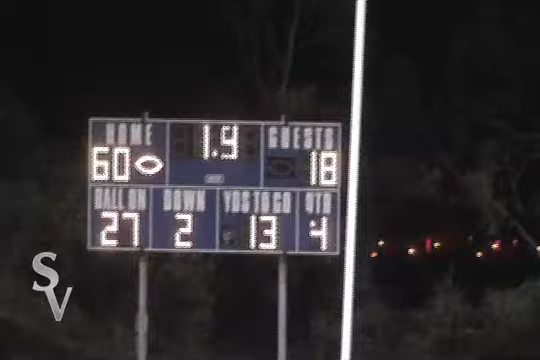 HOME 1.9 GUESTS
60 18
BALL ON DOWN YDS TO GO QTR
27 2 13 4
SV